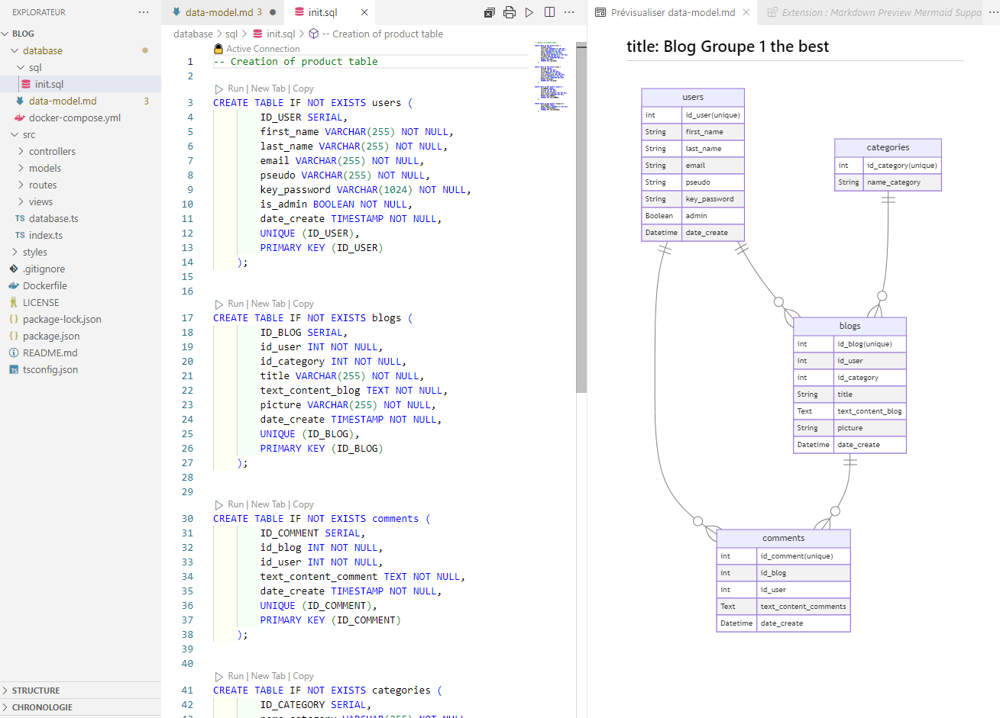 EXPLORATEUR ···
BLOG
database
sql
init.sql
data-model.md 3
docker-compose.yml
src
controllers
models
routes
views
TS database.ts
TS index.ts
styles
.gitignore
Dockerfile
LICENSE
{} package-lock.json
{} package.json
README.md
tsconfig.json
STRUCTURE
CHRONOLOGIE
data-model.md 3
init.sql
database > sql > init.sql > -- Creation of product table
Active Connection
1 -- Creation of product table
2
Run | New Tab | Copy
3 CREATE TABLE IF NOT EXISTS users (
4 ID_USER SERIAL,
5 first_name VARCHAR(255) NOT NULL,
6 last_name VARCHAR(255) NOT NULL,
7 email VARCHAR(255) NOT NULL,
8 pseudo VARCHAR(255) NOT NULL,
9 key_password VARCHAR(1024) NOT NULL,
10 is_admin BOOLEAN NOT NULL,
11 date_create TIMESTAMP NOT NULL,
12 UNIQUE (ID_USER),
13 PRIMARY KEY (ID_USER)
14 );
15
16
Run | New Tab | Copy
17 CREATE TABLE IF NOT EXISTS blogs (
18 ID_BLOG SERIAL,
19 id_user INT NOT NULL,
20 id_category INT NOT NULL,
21 title VARCHAR(255) NOT NULL,
22 text_content_blog TEXT NOT NULL,
23 picture VARCHAR(255) NOT NULL,
24 date_create TIMESTAMP NOT NULL,
25 UNIQUE (ID_BLOG),
26 PRIMARY KEY (ID_BLOG)
27 );
28
29
Run | New Tab | Copy
30 CREATE TABLE IF NOT EXISTS comments (
31 ID_COMMENT SERIAL,
32 id_blog INT NOT NULL,
33 id_user INT NOT NULL,
34 text_content_comment TEXT NOT NULL,
35 date_create TIMESTAMP NOT NULL,
36 UNIQUE (ID_COMMENT),
37 PRIMARY KEY (ID_COMMENT)
38 );
39
40
Run | New Tab | Copy
41 CREATE TABLE IF NOT EXISTS categories (
42 ID_CATEGORY SERIAL,
43 name_category VARCHAR(255) NOT NULL
Prévisualiser data-model.md
Extension : Markdown Preview Mermaid Suppo
title: Blog Groupe 1 the best
users
int id_user(unique)
String first_name
String last_name
String email
String pseudo
String key_password
Boolean admin
Datetime date_create
categories
int id_category(unique)
String name_category
blogs
int id_blog(unique)
int id_user
int id_category
String title
Text text_content_blog
String picture
Datetime date_create
comments
int id_comment(unique)
int id_blog
int id_user
Text text_content_comments
Datetime date_create